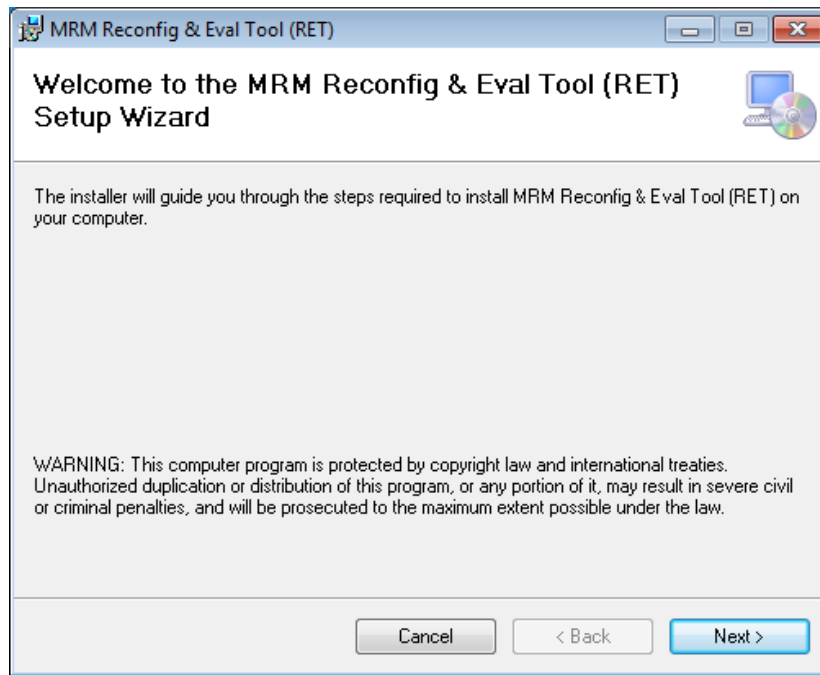 MRM Reconfig & Eval Tool (RET)
Welcome to the MRM Reconfig & Eval Tool (RET)
Setup Wizard
The installer will guide you through the steps required to install MRM Reconfig & Eval Tool (RET) on
your computer.
WARNING: This computer program is protected by copyright law and international treaties.
Unauthorized duplication or distribution of this program, or any portion of it, may result in severe civil
or criminal penalties, and will be prosecuted to the maximum extent possible under the law.
Cancel < Back Next >